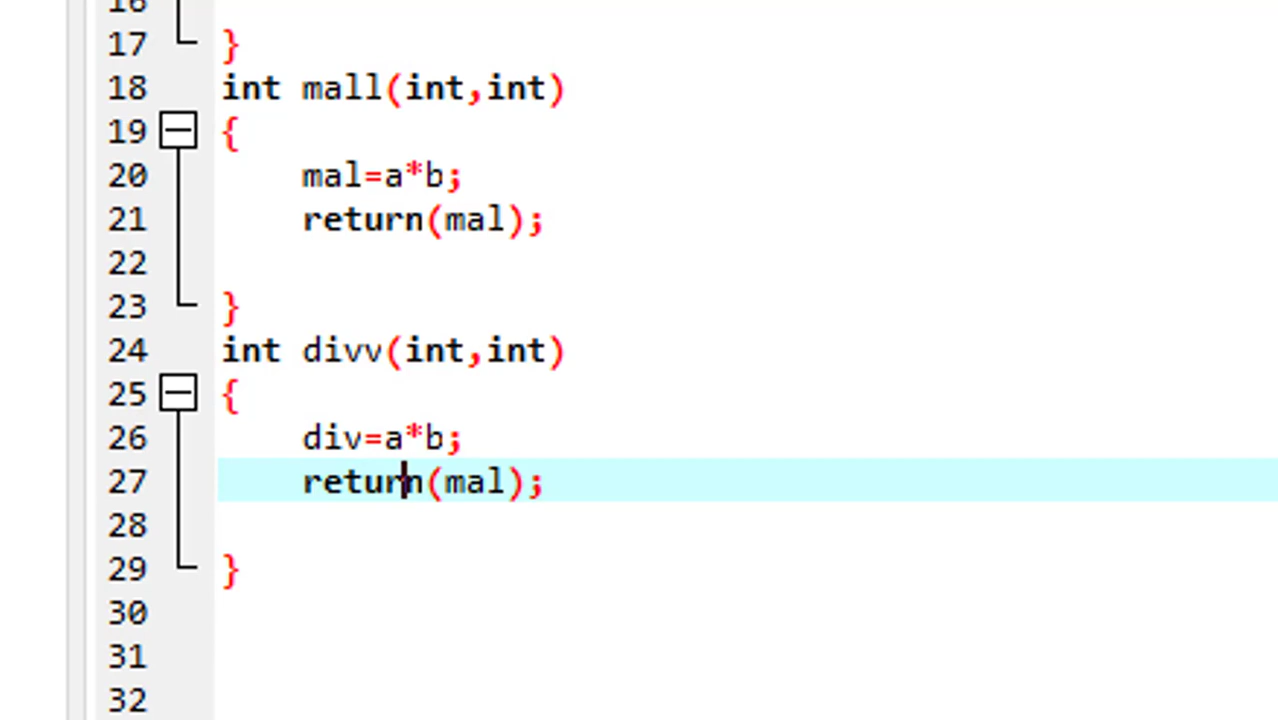 16
17 }
18 int mall(int,int)
19 {
20 mal=a*b;
21 return(mal);
22
23 }
24 int divv(int,int)
25 {
26 div=a*b;
27 return(mal);
28
29 }
30
31
32